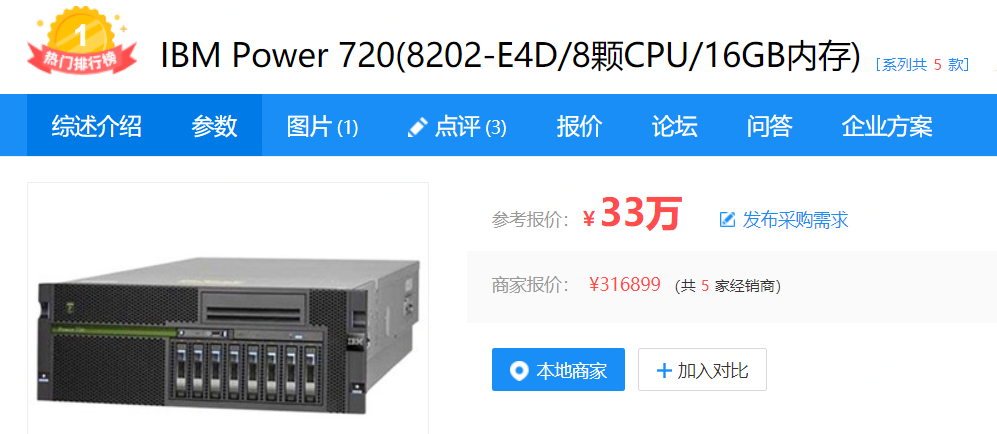 1
热门排行榜
IBM Power 720(8202-E4D/8颗CPU/16GB内存) [系列共 5 款]
综述介绍 参数 图片 (1) 点评 (3) 报价 论坛 问答 企业方案
参考报价： ¥ 33万 发布采购需求
商家报价： ¥316899 (共 5 家经销商)
本地商家 + 加入对比
IBM